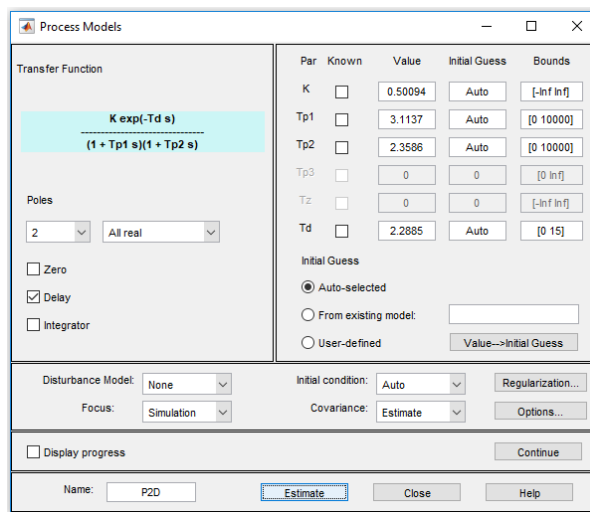 Process Models
Transfer Function
K exp(-Td s)
------------------------------
(1 + Tp1 s)(1 + Tp2 s)
Poles
2 All real
Zero
Delay
Integrator
Par Known Value Initial Guess Bounds
K 0.50094 Auto [-Inf Inf]
Tp1 3.1137 Auto [0 10000]
Tp2 2.3586 Auto [0 10000]
Tp3 0 0 [0 Inf]
Tz 0 0 [-Inf Inf]
Td 2.2885 Auto [0 15]
Initial Guess
Auto-selected
From existing model:
User-defined Value-->Initial Guess
Disturbance Model: None Initial condition: Auto Regularization...
Focus: Simulation Covariance: Estimate Options...
Display progress Continue
Name: P2D Estimate Close Help